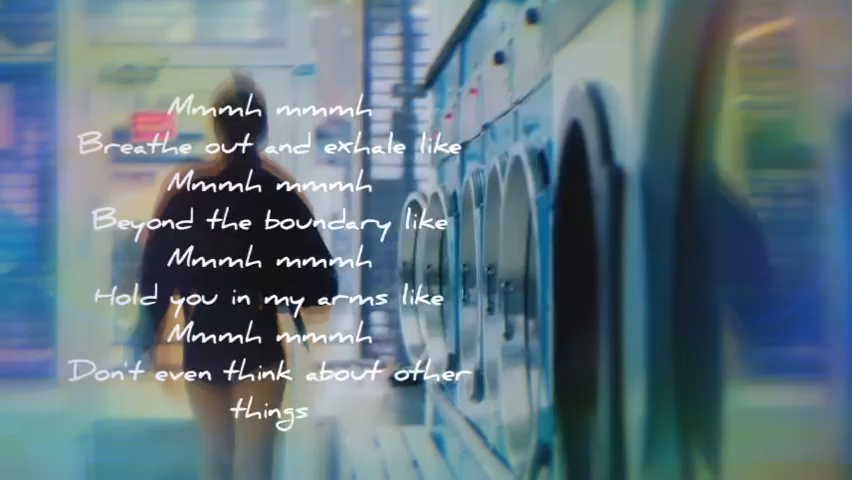 Mmmh mmmh
Breathe out and exhale like
Mmmh mmmh
Beyond the boundary like
Mmmh mmmh
Hold you in my arms like
Mmmh mmmh
Don't even think about other
things